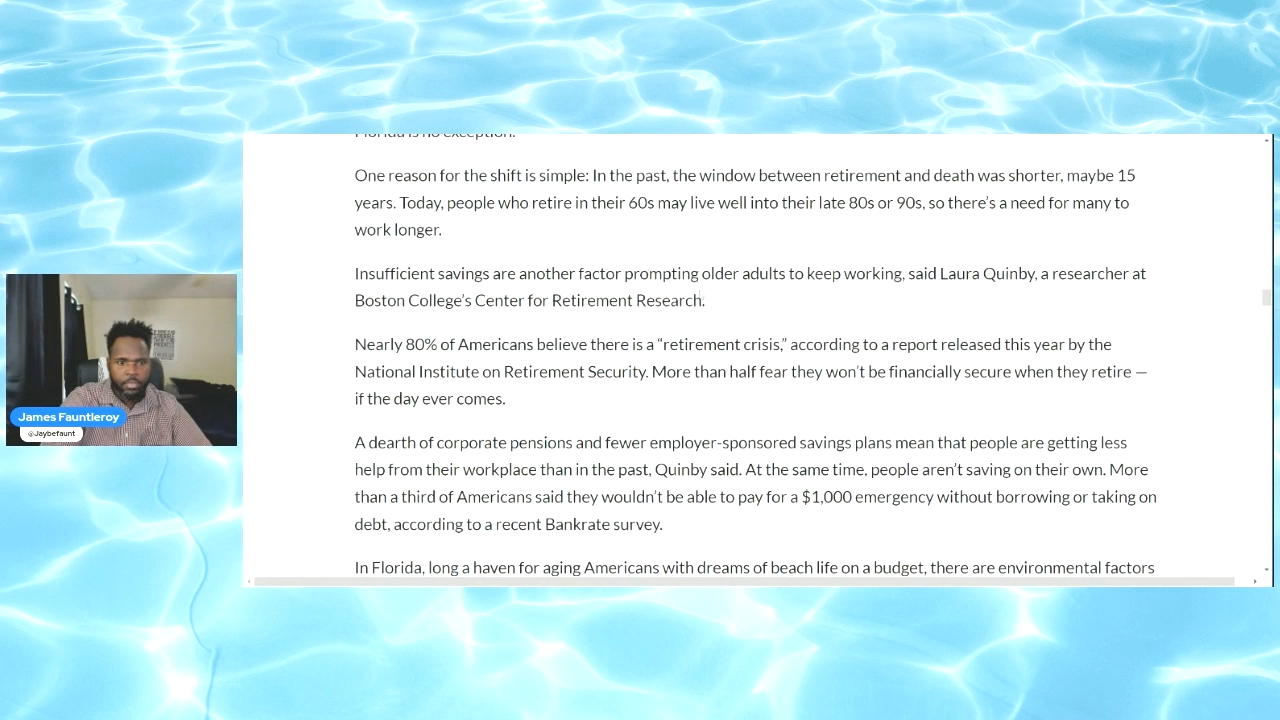 Florida is no exception.
One reason for the shift is simple: In the past, the window between retirement and death was shorter, maybe 15
years. Today, people who retire in their 60s may live well into their late 80s or 90s, so there’s a need for many to
work longer.
Insufficient savings are another factor prompting older adults to keep working, said Laura Quinby, a researcher at
Boston College’s Center for Retirement Research.
Nearly 80% of Americans believe there is a “retirement crisis,” according to a report released this year by the
National Institute on Retirement Security. More than half fear they won’t be financially secure when they retire —
if the day ever comes.
A dearth of corporate pensions and fewer employer-sponsored savings plans mean that people are getting less
help from their workplace than in the past, Quinby said. At the same time, people aren’t saving on their own. More
than a third of Americans said they wouldn’t be able to pay for a $1,000 emergency without borrowing or taking on
debt, according to a recent Bankrate survey.
In Florida, long a haven for aging Americans with dreams of beach life on a budget, there are environmental factors
James Fauntleroy
@Jaybefaunt